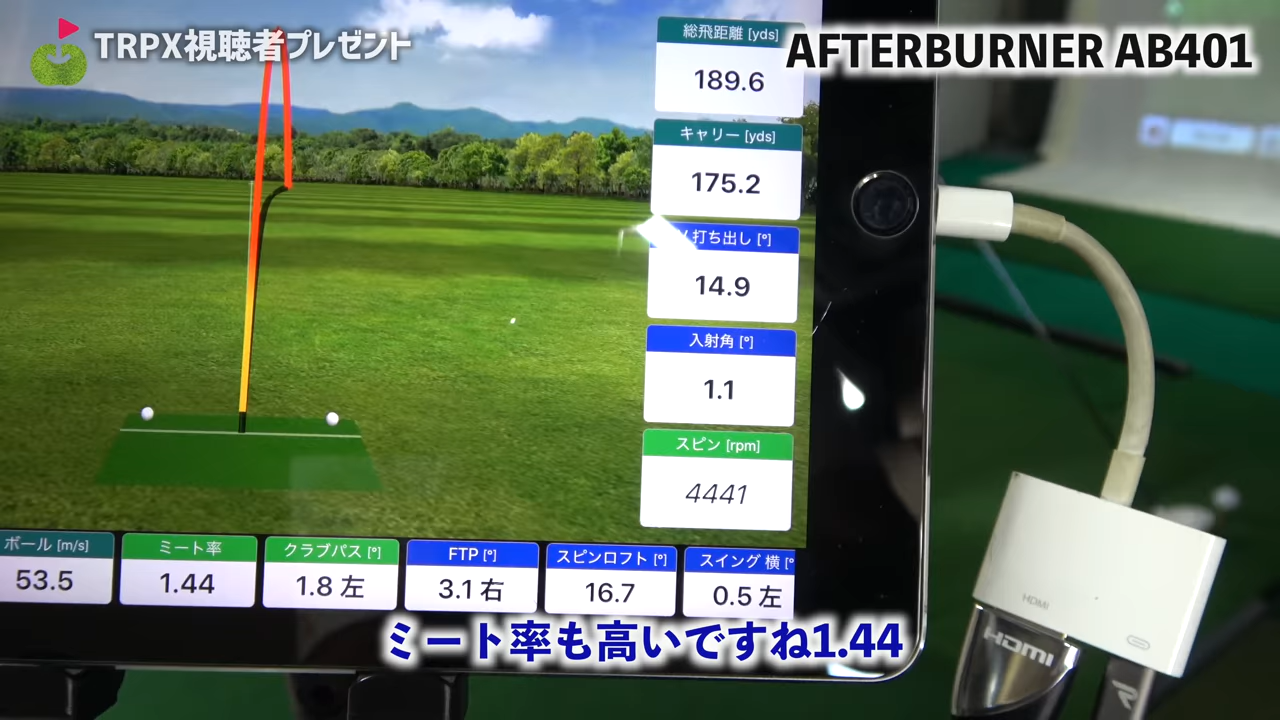 TRPX視聴者プレゼント
AFTERBURNER AB401
総飛距離 [yds]
189.6
キャリー [yds]
175.2
打ち出し [°]
14.9
入射角 [°]
1.1
スピン [rpm]
4441
ボール [m/s]
53.5
ミート率
1.44
クラブパス [°]
1.8 左
FTP [°]
3.1 右
スピンロフト [°]
16.7
スイング 横 [°
0.5 左
ミート率も高いですね1.44
HDMI
HDMI